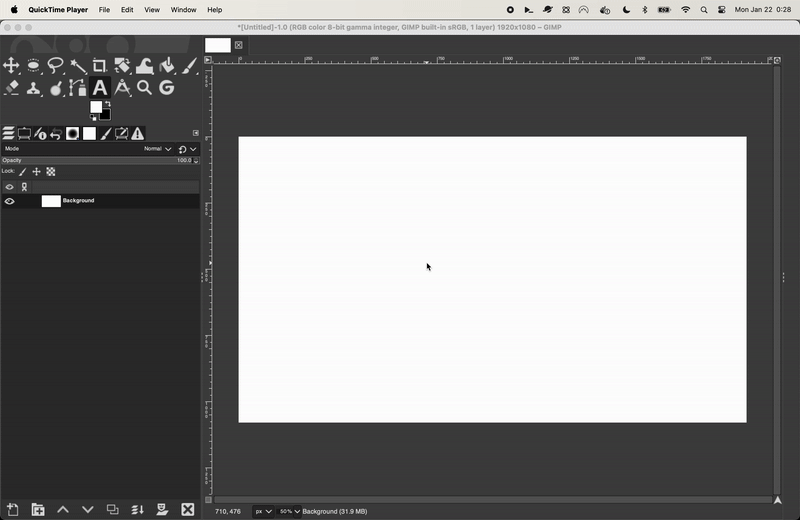 QuickTime Player File Edit View Window Help Mon Jan 22 0:28
*[Untitled]-1.0 (RGB color 8-bit gamma integer, GIMP built-in sRGB, 1 layer) 1920x1080 – GIMP
Mode Normal
Opacity 100.0
Lock:
Background
710, 476 px 50% Background (31.9 MB)